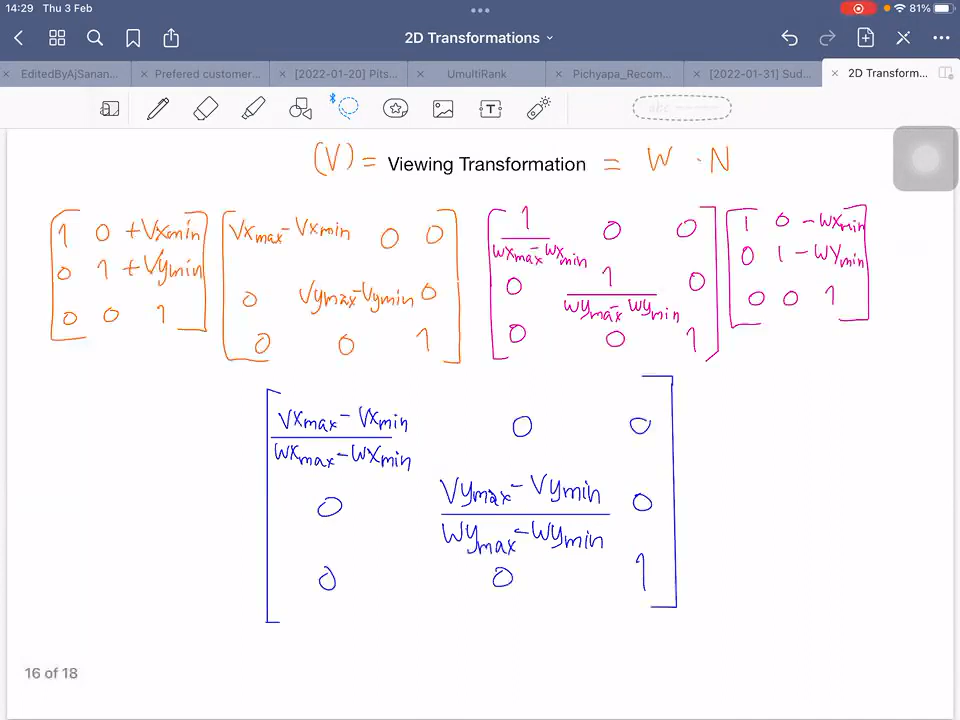 14:29 Thu 3 Feb
81%
2D Transformations
EditedByAjSanan...
Prefered customer...
[2022-01-20] Pits...
UmultiRank
Pichyapa_Recom...
[2022-01-31] Sud...
2D Transform...
(V) = Viewing Transformation = W · N
1 0 +Vxmin
0 1 +Vymin
0 0 1
Vxmax - Vxmin 0 0
0 Vymax - Vymin 0
0 0 1
1/(Wxmax - Wxmin) 0 0
0 1/(Wymax - Wymin) 0
0 0 1
1 0 -Wxmin
0 1 -Wymin
0 0 1
(Vxmax - Vxmin)/(Wxmax - Wxmin) 0 0
0 (Vymax - Vymin)/(Wymax - Wymin) 0
0 0 1
16 of 18